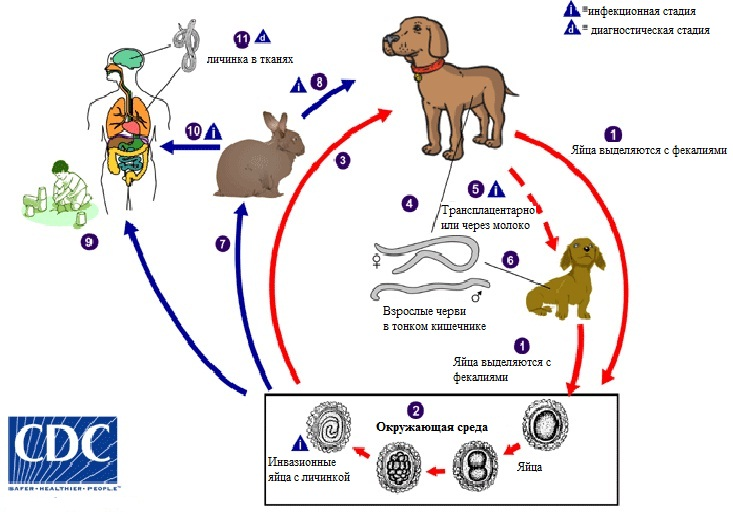 i =инфекционная стадия
d = диагностическая стадия
11 d
личинка в тканях
i 8
10 i
1
Яйца выделяются с фекалиями
3
5 i
Трансплацентарно
или через молоко
4
9
7
6
♀
♂
Взрослые черви
в тонком кишечнике
1
Яйца выделяются с
фекалиями
2
Окружающая среда
i
Инвазионные
яйца с личинкой
Яйца
CDC
SAFER•HEALTHIER•PEOPLE™